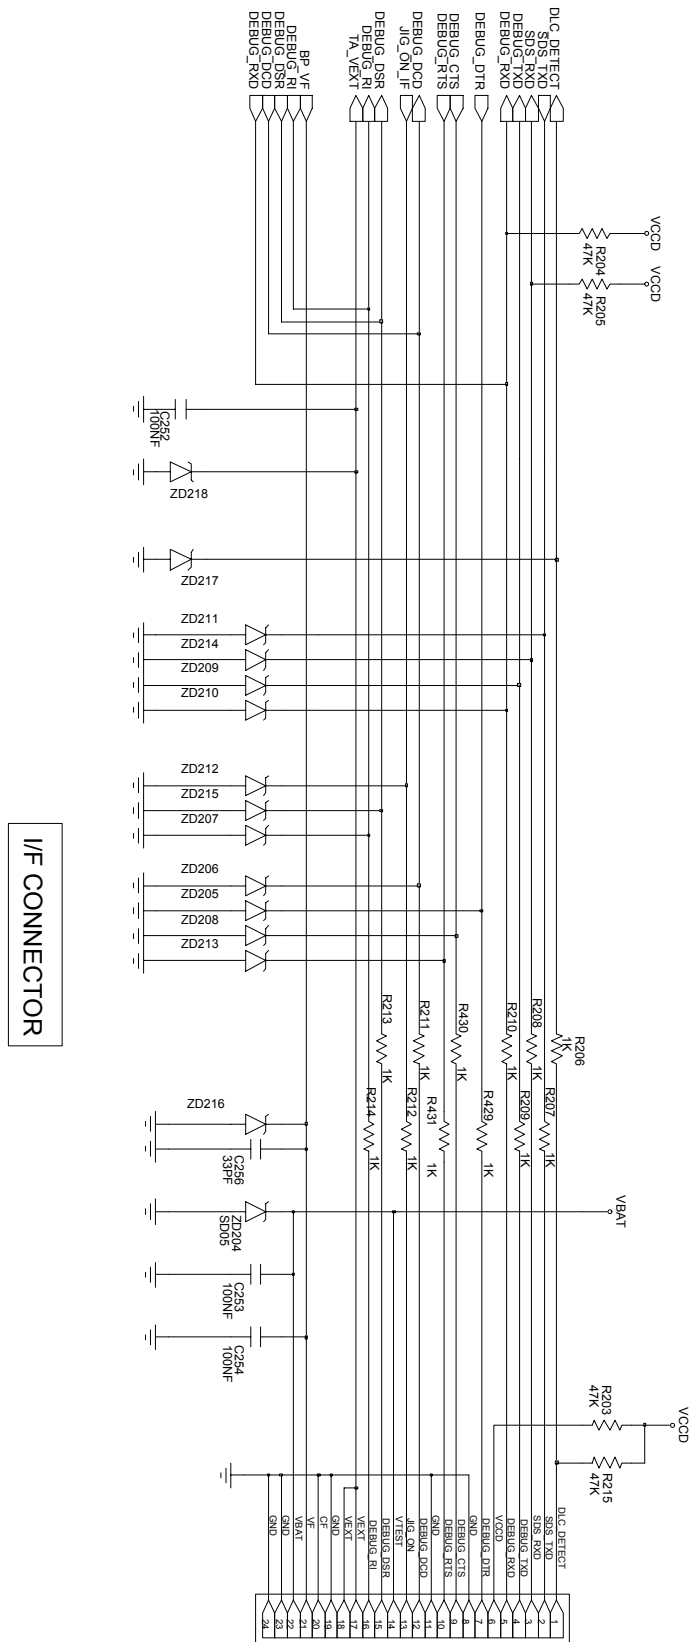 DLC_DETECT
SDS_TXD
SDS_RXD
DEBUG_TXD
DEBUG_RXD
DEBUG_DTR
DEBUG_CTS
DEBUG_RTS
DEBUG_DCD
JIG_ON_IF
DEBUG_DSR
DEBUG_RI
TA_VEXT
BP_VF
DEBUG_RI
DEBUG_DSR
DEBUG_DCD
DEBUG_RXD
VCCD
R204
47K
VCCD
R205
47K
C252
100NF
ZD218
ZD217
ZD211
ZD214
ZD209
ZD210
ZD212
ZD215
ZD207
ZD206
ZD205
ZD208
ZD213
R206
1K
R207
1K
R208
1K
R209
1K
R210
1K
R429
1K
R430
1K
R431
1K
R211
1K
R212
1K
R213
1K
R214
1K
ZD216
C256
33PF
VBAT
ZD204
SD05
C253
100NF
C254
100NF
VCCD
R203
47K
R215
47K
DLC_DETECT 1
SDS_TXD 2
SDS_RXD 3
DEBUG_TXD 4
DEBUG_RXD 5
VCCD 6
DEBUG_DTR 7
GND 8
DEBUG_CTS 9
DEBUG_RTS 10
GND 11
DEBUG_DCD 12
JIG_ON 13
VTEST 14
DEBUG_DSR 15
DEBUG_RI 16
VEXT 17
VEXT 18
GND 19
CF 20
VF 21
VBAT 22
GND 23
GND 24
I/F CONNECTOR